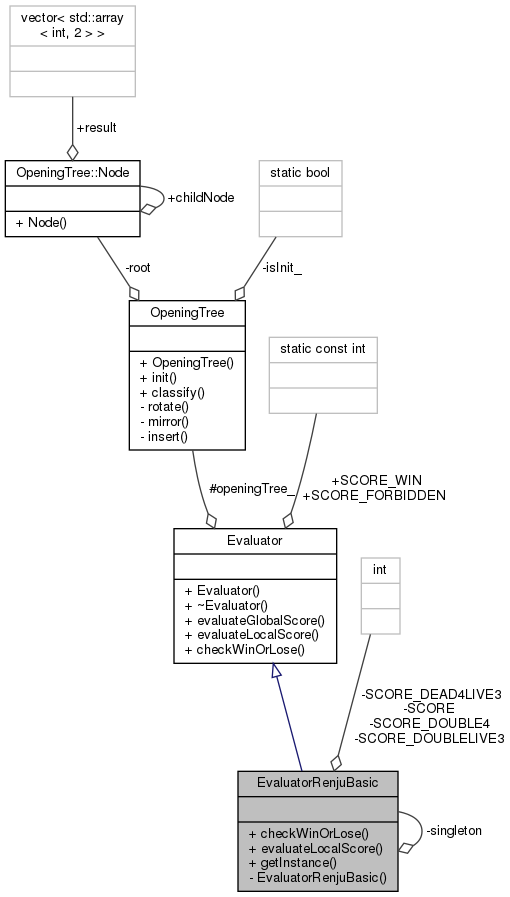 vector< std::array
< int, 2 > >
+result
OpeningTree::Node
+ Node()
+childNode
static bool
-root
-isInit_
OpeningTree
+ OpeningTree()
+ init()
+ classify()
- rotate()
- mirror()
- insert()
static const int
#openingTree_
+SCORE_WIN
+SCORE_FORBIDDEN
Evaluator
+ Evaluator()
+ ~Evaluator()
+ evaluateGlobalScore()
+ evaluateLocalScore()
+ checkWinOrLose()
int
-SCORE_DEAD4LIVE3
-SCORE
-SCORE_DOUBLE4
-SCORE_DOUBLELIVE3
EvaluatorRenjuBasic
+ checkWinOrLose()
+ evaluateLocalScore()
+ getInstance()
- EvaluatorRenjuBasic()
-singleton